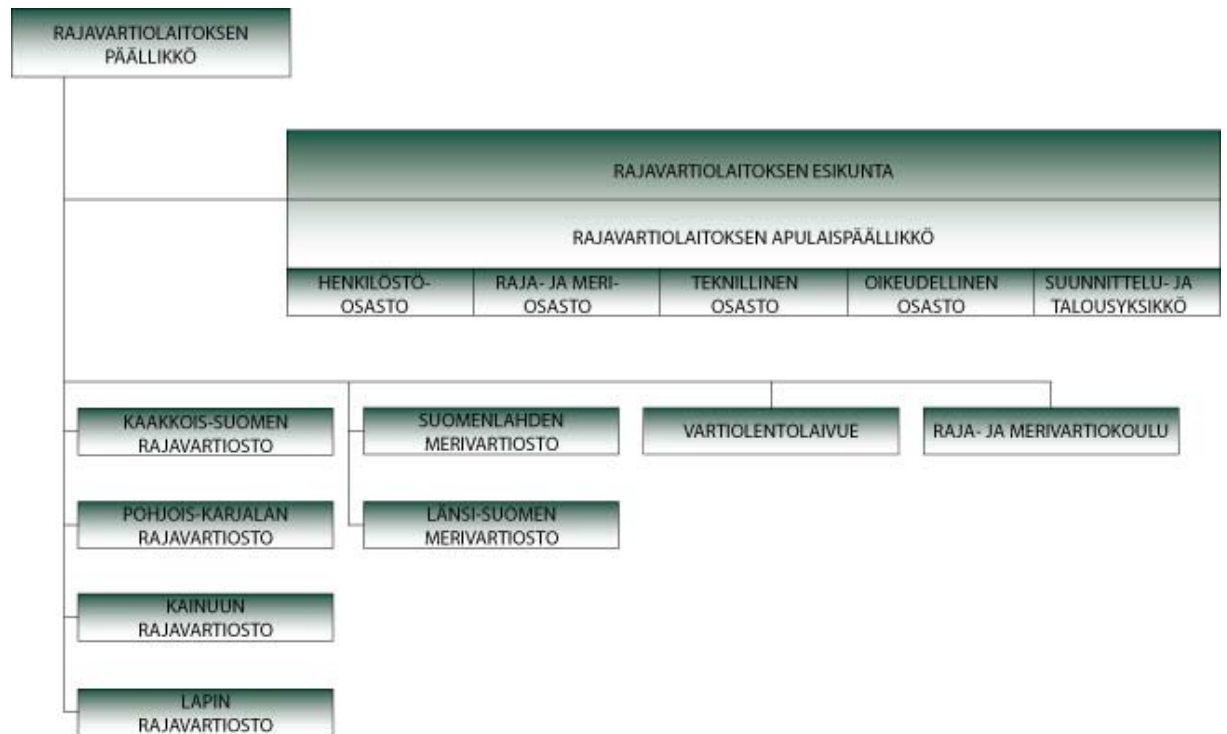 RAJAVARTIOLAITOKSEN
PÄÄLLIKKÖ
RAJAVARTIOLAITOKSEN ESIKUNTA
RAJAVARTIOLAITOKSEN APULAISPÄÄLLIKKÖ
HENKILÖSTÖ-
OSASTO
RAJA- JA MERI-
OSASTO
TEKNILLINEN
OSASTO
OIKEUDELLINEN
OSASTO
SUUNNITTELU- JA
TALOUSYKSIKKÖ
KAAKKOIS-SUOMEN
RAJAVARTIOSTO
SUOMENLAHDEN
MERIVARTIOSTO
VARTIOLENTOLAIVUE
RAJA- JA MERIVARTIOKOULU
POHJOIS-KARJALAN
RAJAVARTIOSTO
LÄNSI-SUOMEN
MERIVARTIOSTO
KAINUUN
RAJAVARTIOSTO
LAPIN
RAJAVARTIOSTO